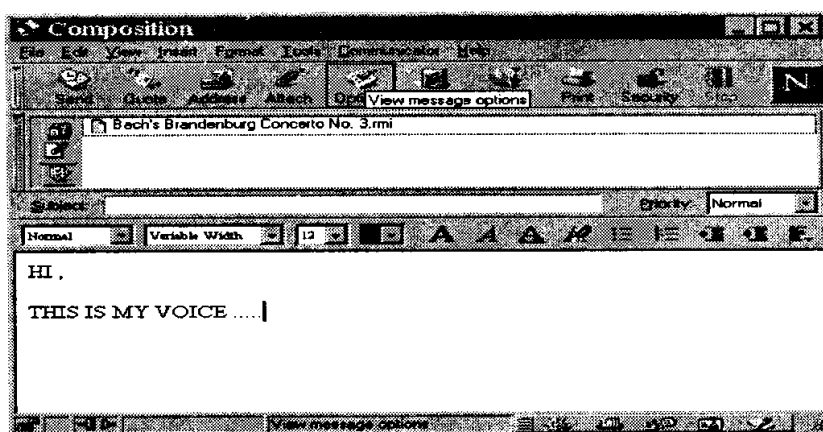 Composition
File Edit View Insert Format Tools Communicator Help
Send Quote Address Attach View message options Print Security Stop N
Bach's Brandenburg Concerto No. 3.rmi
Subject: Priority: Normal
Normal Variable Width 12 A A A
HI ,
THIS IS MY VOICE .....
View message options